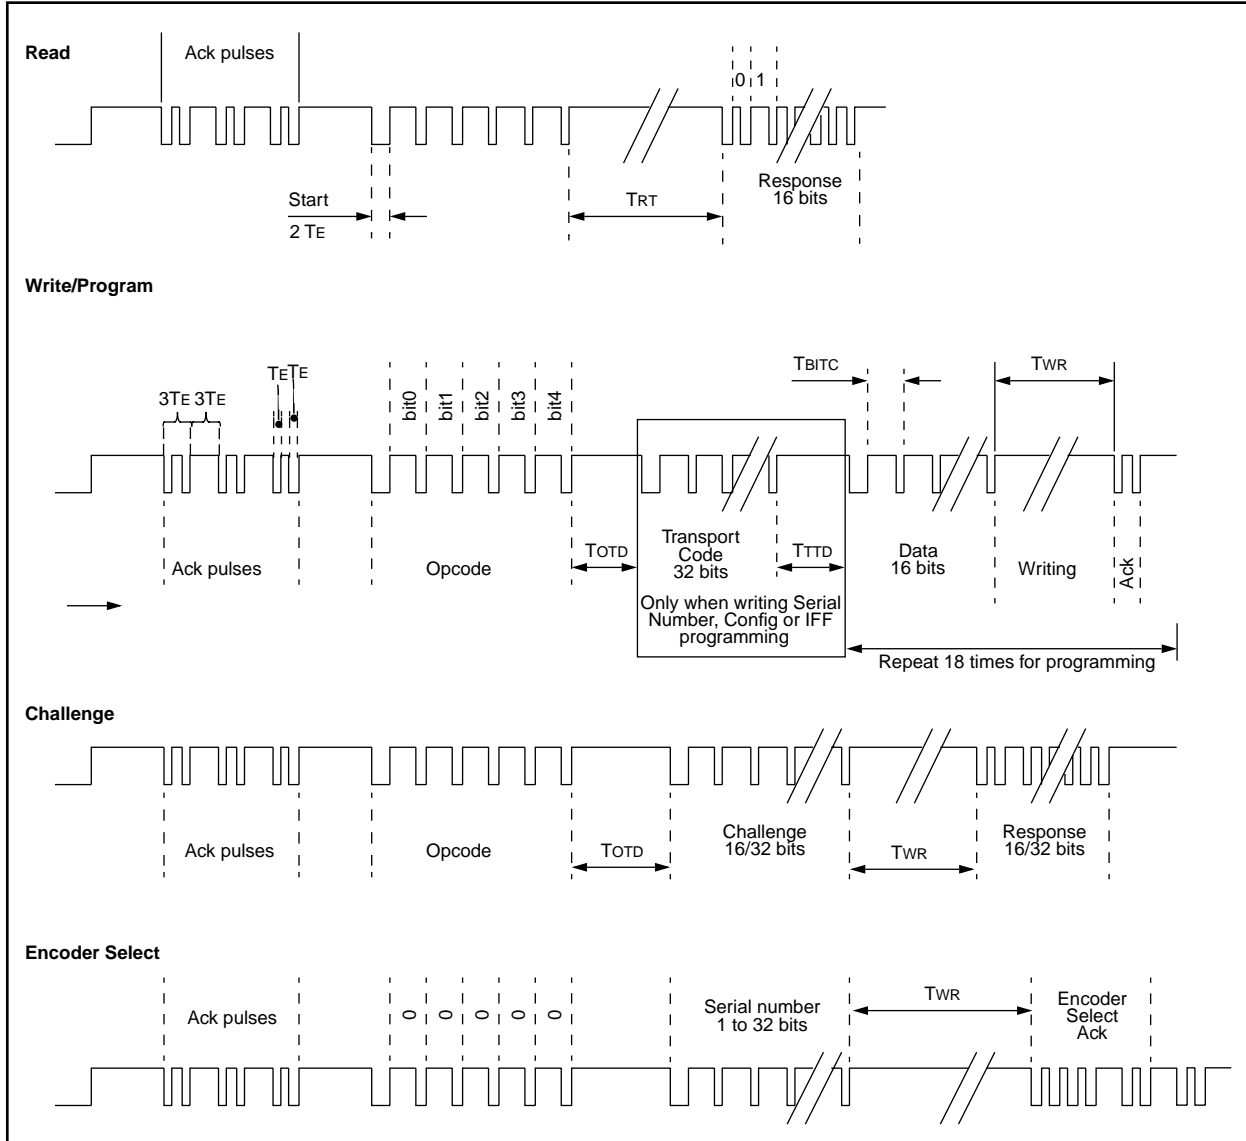 Read
Ack pulses
0 1
Start
2 TE
TRT
Response
16 bits
Write/Program
3TE 3TE
TE TE
bit0
bit1
bit2
bit3
bit4
TBITC
TWR
Ack pulses
Opcode
TOTD
Transport
Code
32 bits
TTTD
Only when writing Serial
Number, Config or IFF
programming
Data
16 bits
Writing
Ack
Repeat 18 times for programming
Challenge
Ack pulses
Opcode
TOTD
Challenge
16/32 bits
TWR
Response
16/32 bits
Encoder Select
Ack pulses
0
0
0
0
0
Serial number
1 to 32 bits
TWR
Encoder
Select
Ack